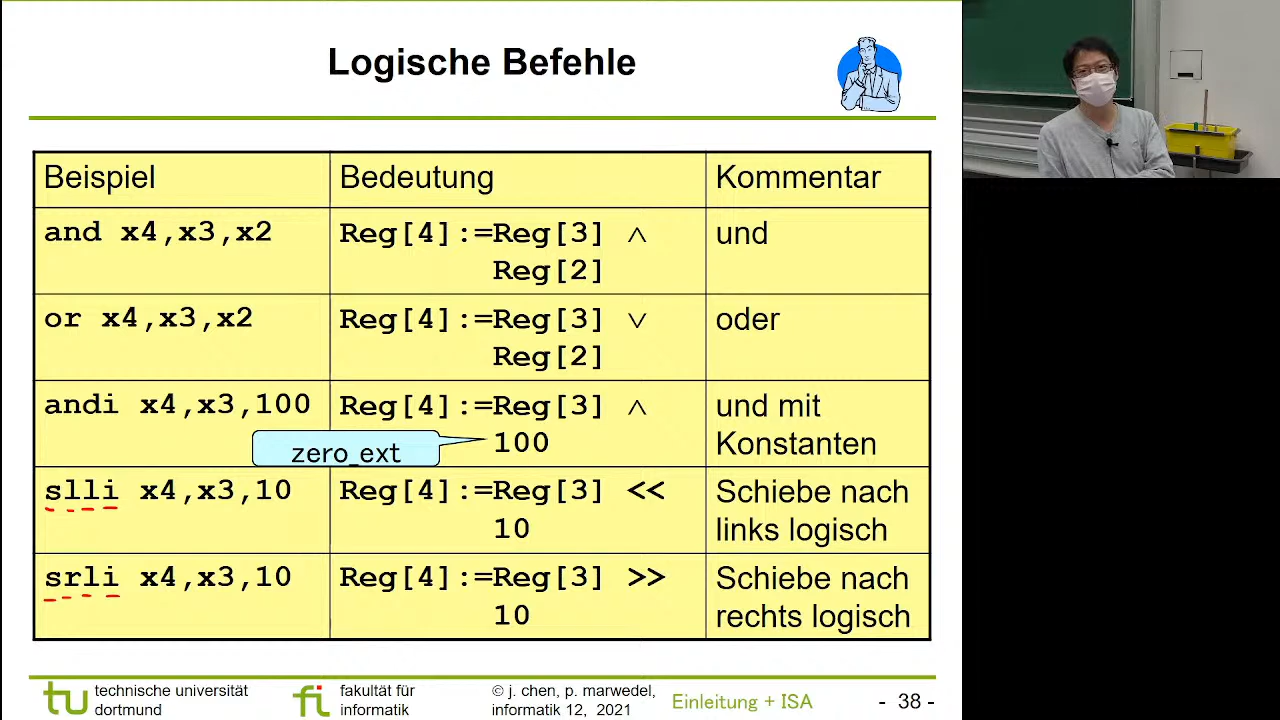 Logische Befehle
Beispiel Bedeutung Kommentar
and x4,x3,x2 Reg[4]:=Reg[3] ∧ und
Reg[2]
or x4,x3,x2 Reg[4]:=Reg[3] ∨ oder
Reg[2]
andi x4,x3,100 Reg[4]:=Reg[3] ∧ und mit
zero_ext 100 Konstanten
slli x4,x3,10 Reg[4]:=Reg[3] << Schiebe nach
10 links logisch
srli x4,x3,10 Reg[4]:=Reg[3] >> Schiebe nach
10 rechts logisch
tu technische universität
dortmund
fi fakultät für
informatik
© j. chen, p. marwedel,
informatik 12, 2021
Einleitung + ISA
- 38 -